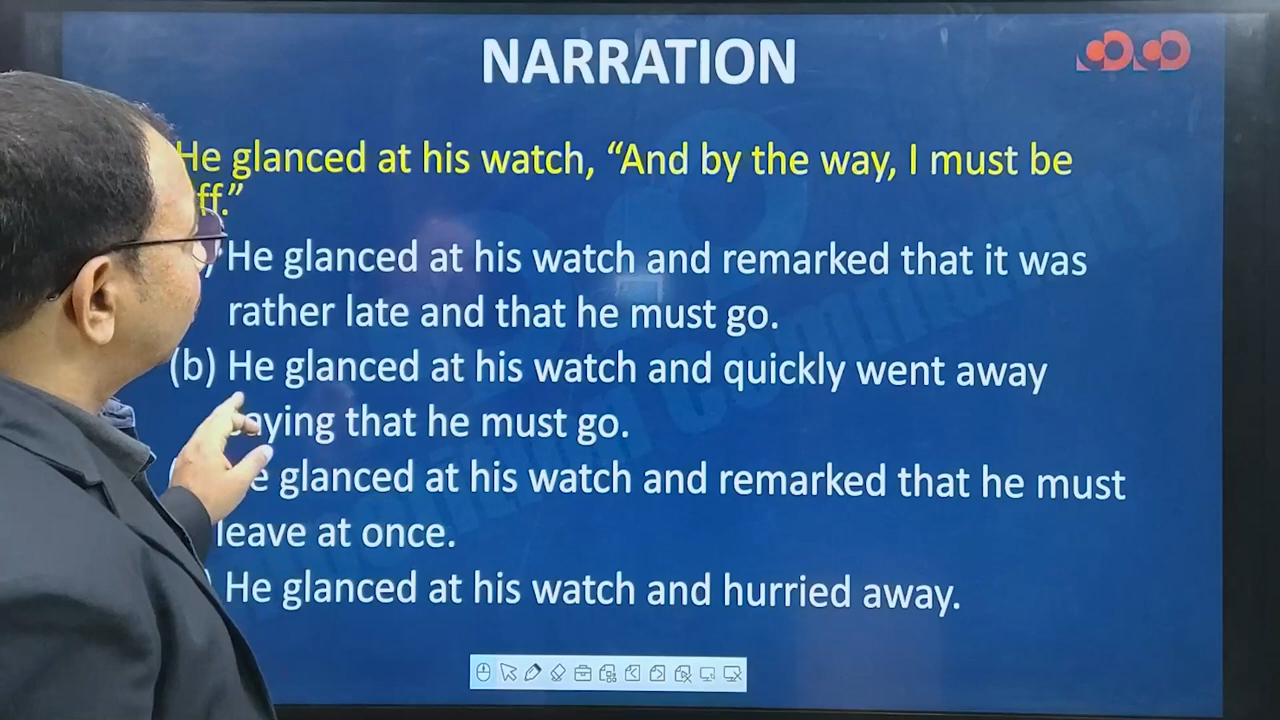 NARRATION
He glanced at his watch, “And by the way, I must be
ff.”
He glanced at his watch and remarked that it was
rather late and that he must go.
(b) He glanced at his watch and quickly went away
saying that he must go.
He glanced at his watch and remarked that he must
leave at once.
He glanced at his watch and hurried away.